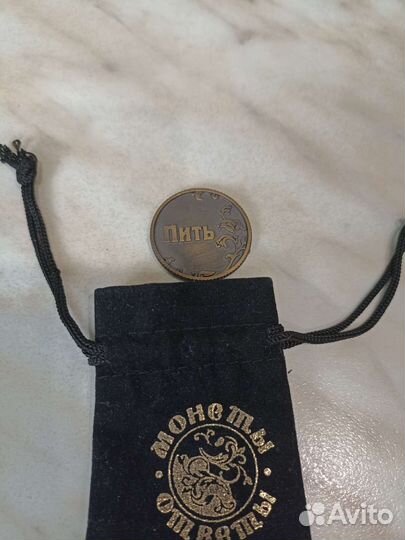 Пить
монеты
ответы
Avito